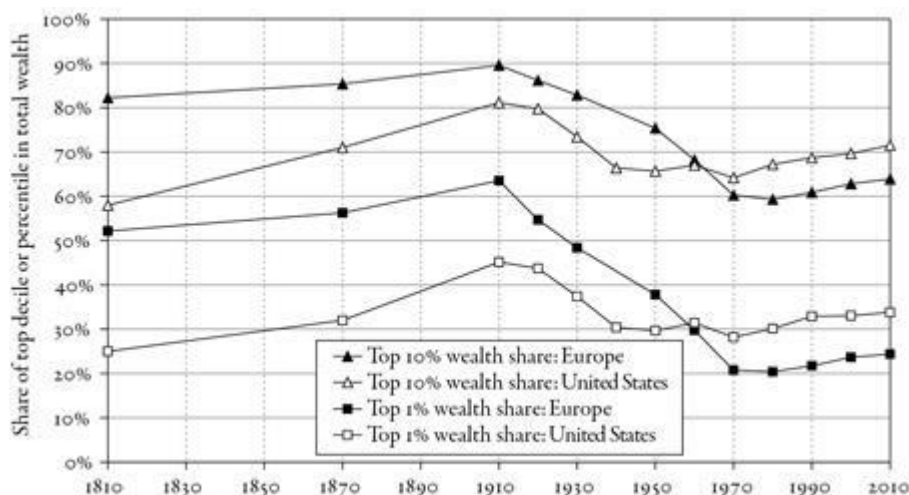 Share of top decile or percentile in total wealth
100%
90%
80%
70%
60%
50%
40%
30%
20%
10%
0%
Top 10% wealth share: Europe
Top 10% wealth share: United States
Top 1% wealth share: Europe
Top 1% wealth share: United States
1810 1830 1850 1870 1890 1910 1930 1950 1970 1990 2010